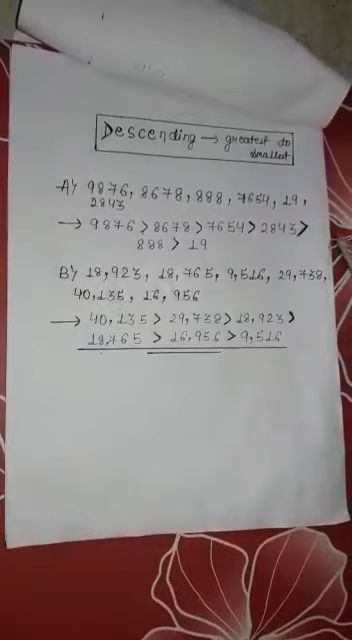 Descending → greatest to
smallest
A) 9876, 8678, 888, 7654, 19,
2843
→ 9876 > 8678 > 7654 > 2843 >
888 > 19
B) 18,923, 18,765, 9,516, 29,738,
40,135, 16,956
→ 40,135 > 29,738 > 18,923 >
18,765 > 16,956 > 9,516